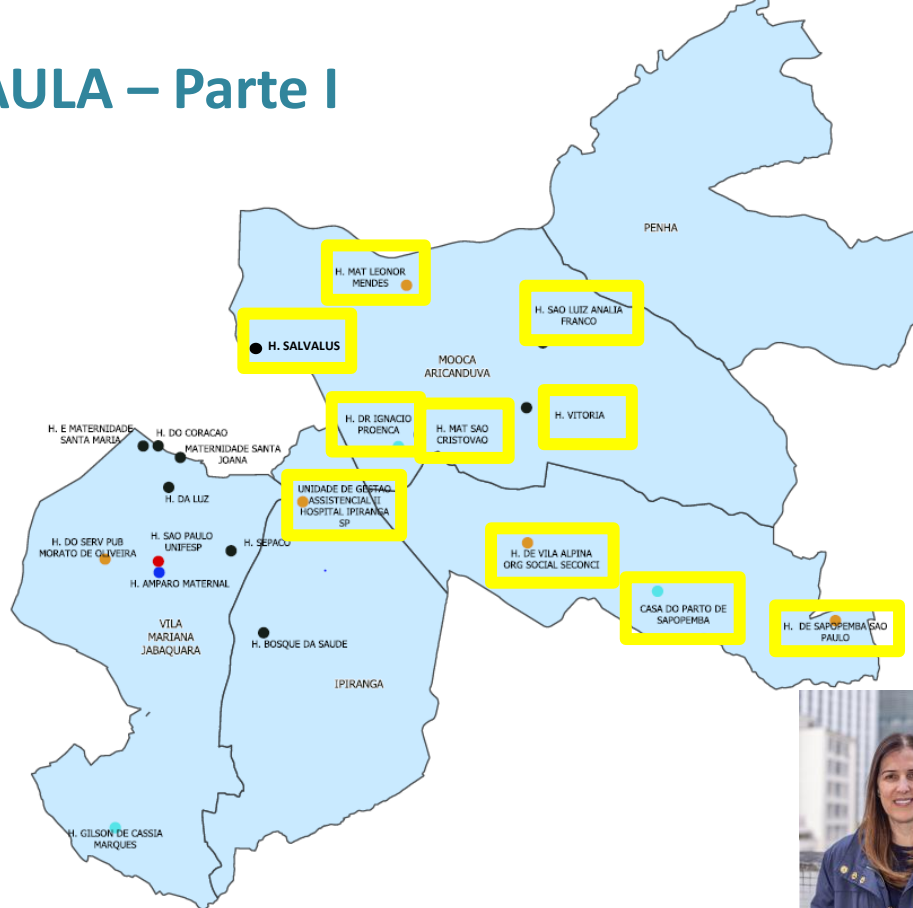 AULA – Parte I
PENHA
H. MAT LEONOR
MENDES
H. SAO LUIZ ANALIA
FRANCO
H. SALVALUS
MOOCA
ARICANDUVA
H. DR IGNACIO
PROENCA
H. MAT SAO
CRISTOVAO
H. VITORIA
H. E MATERNIDADE
SANTA MARIA
H. DO CORACAO
MATERNIDADE SANTA
JOANA
H. DA LUZ
UNIDADE DE GESTAO
ASSISTENCIAL II
HOSPITAL IPIRANGA
SP
H. DO SERV PUB
MORATO DE OLIVEIRA
H. SAO PAULO
UNIFESP
H. SEPACO
H. AMPARO MATERNAL
H. DE VILA ALPINA
ORG SOCIAL SECONCI
CASA DO PARTO DE
SAPOPEMBA
H. DE SAPOPEMBA SAO
PAULO
VILA
MARIANA
JABAQUARA
H. BOSQUE DA SAUDE
IPIRANGA
H. GILSON DE CASSIA
MARQUES